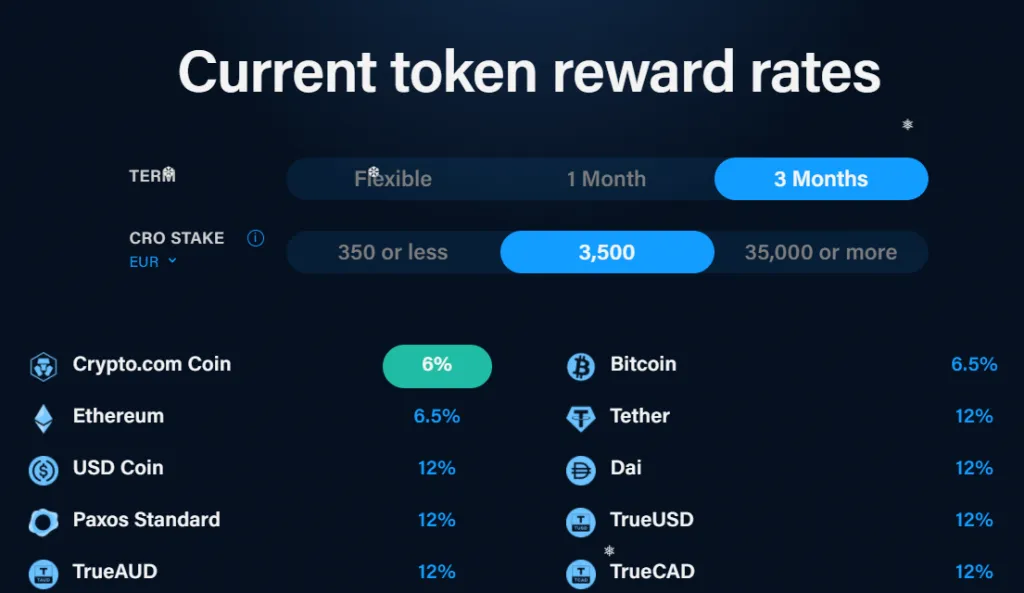 Current token reward rates
TERM Flexible 1 Month 3 Months
CRO STAKE 350 or less 3,500 35,000 or more
EUR
Crypto.com Coin 6% Bitcoin 6.5%
Ethereum 6.5% Tether 12%
USD Coin 12% Dai 12%
Paxos Standard 12% TrueUSD 12%
TrueAUD 12% TrueCAD 12%